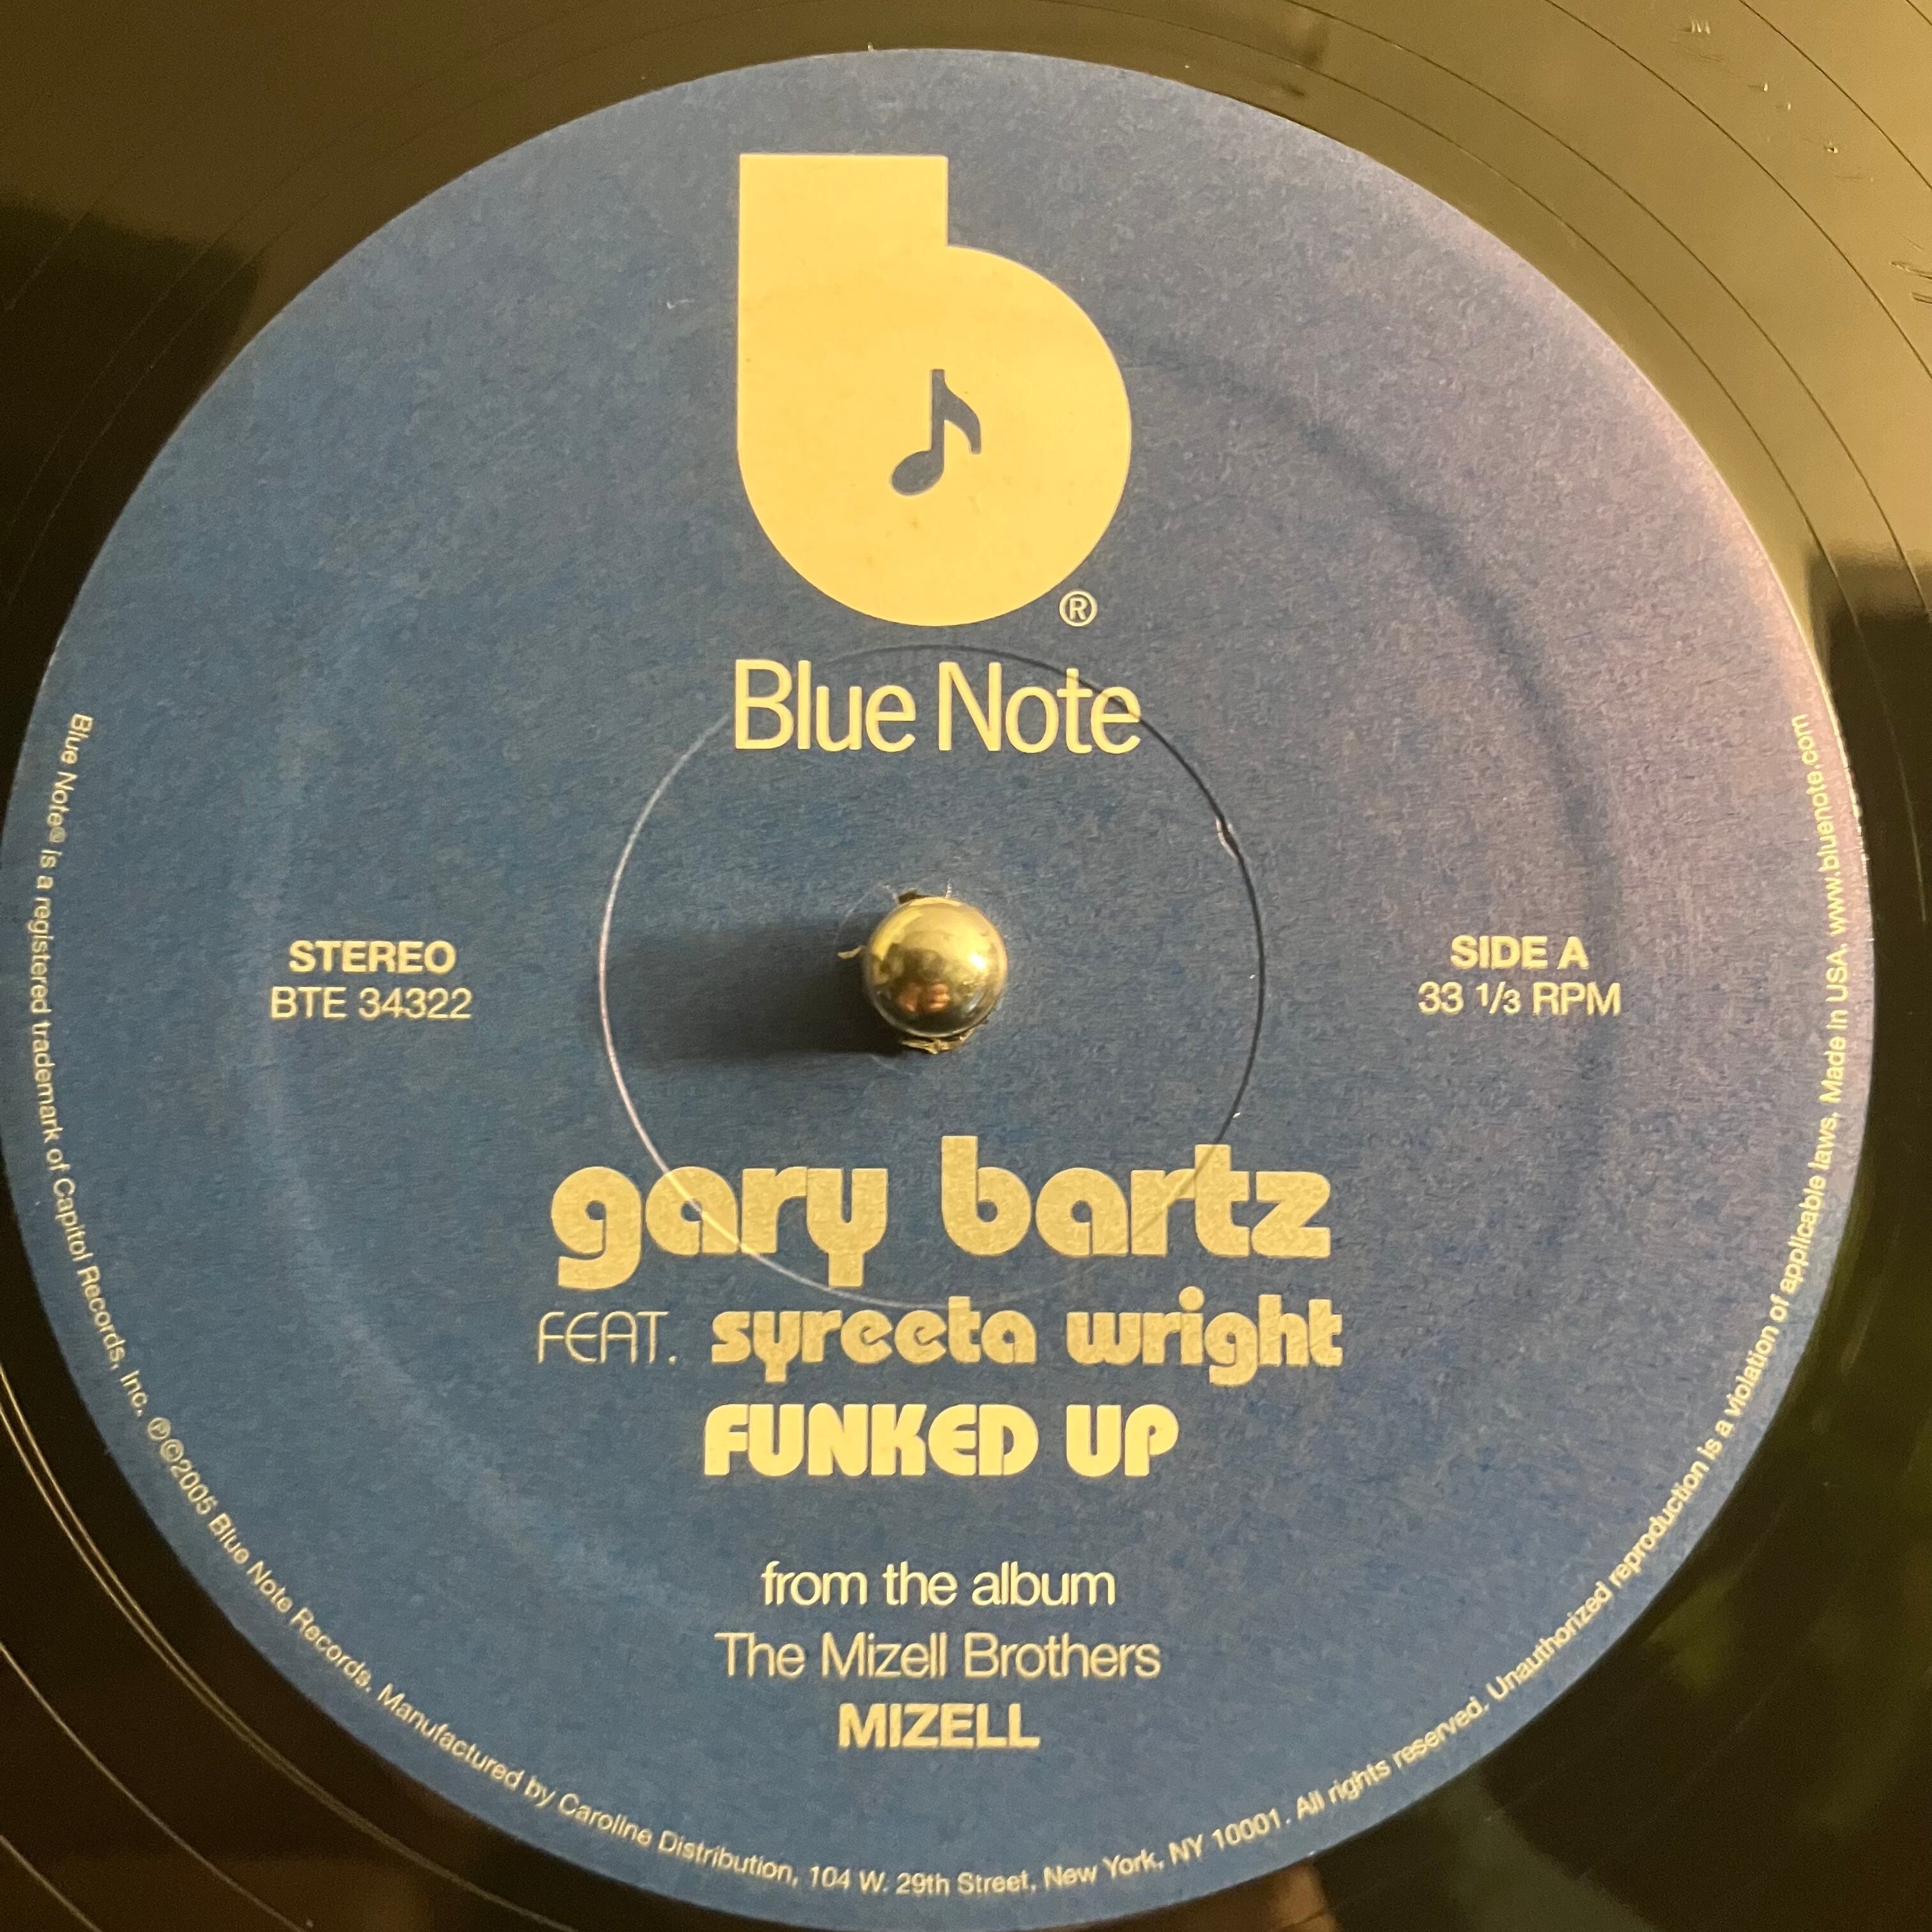 ®
Blue Note
STEREO
BTE 34322
SIDE A
33 1/3 RPM
gary bartz
FEAT. syreeta wright
FUNKED UP
from the album
The Mizell Brothers
MIZELL
Blue Note® is a registered trademark of Capitol Records, Inc. ℗©2005 Blue Note Records. Manufactured by Caroline Distribution, 104 W. 29th Street, New York, NY 10001. All rights reserved. Unauthorized reproduction is a violation of applicable laws. Made in USA. www.bluenote.com